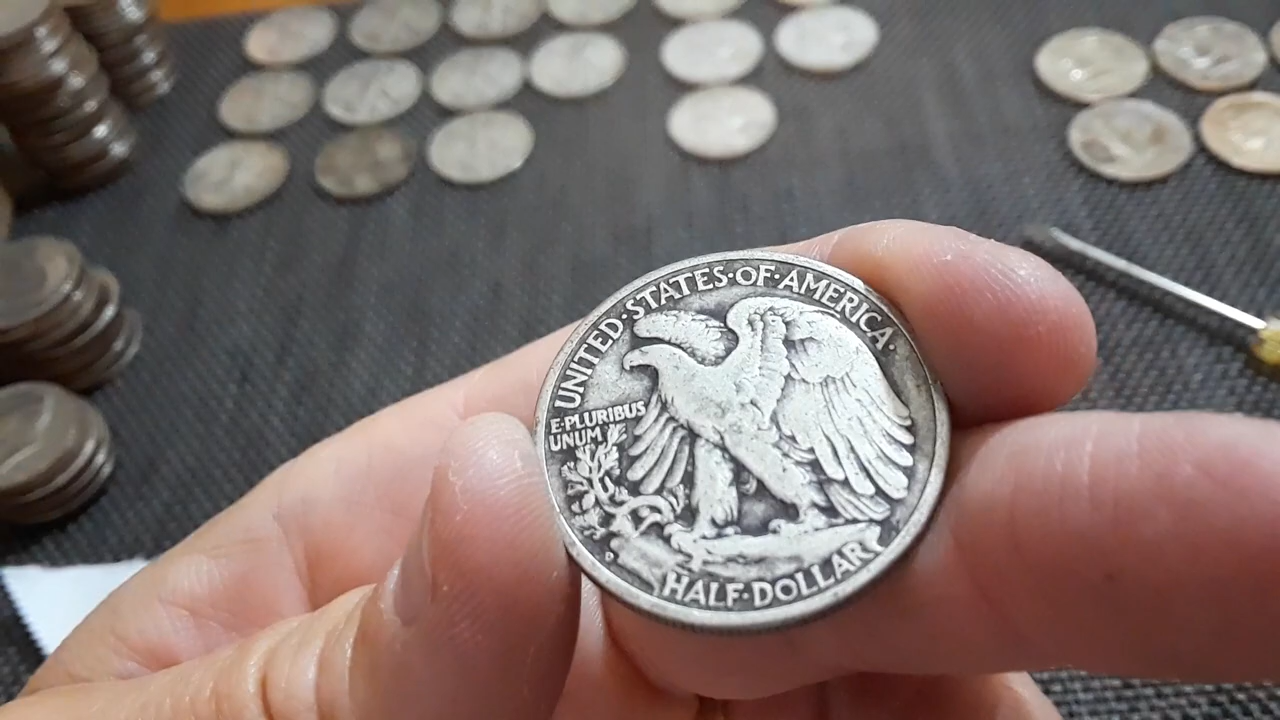 UNITED·STATES·OF·AMERICA·
E·PLURIBUS
UNUM
D
HALF·DOLLAR